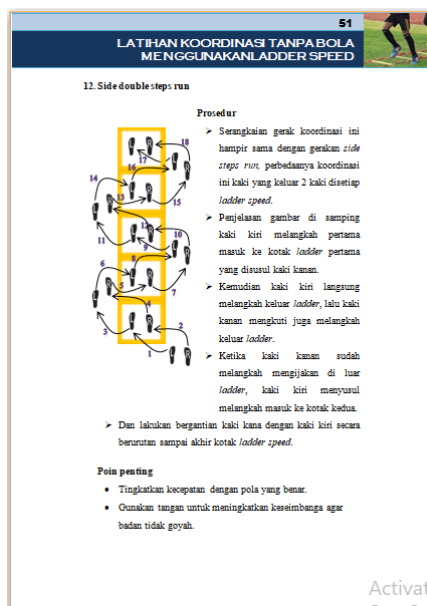 51
LATIHAN KOORDINASI TANPA BOLA
MENGGUNAKANLADDER SPEED
12. Side double steps run
Prosedur
➢ Serangkaian gerak koordinasi ini
hampir sama dengan gerakan side
steps run, perbedaanya koordinasi
ini kaki yang keluar 2 kaki disetiap
ladder speed.
➢ Penjelasan gambar di samping
kaki kiri melangkah pertama
masuk ke kotak ladder pertama
yang disusul kaki kanan.
➢ Kemudian kaki kiri langsung
melangkah keluar ladder, lalu kaki
kanan mengkuti juga melangkah
keluar ladder.
➢ Ketika kaki kanan sudah
melangkah mengijakan di luar
ladder, kaki kiri menyusul
melangkah masuk ke kotak kedua.
18
17
16
14
13
15
12
10
11
9
8
6
5
7
4
3
2
1
➢ Dan lakukan bergantian kaki kana dengan kaki kiri secara
berurutan sampai akhir kotak ladder speed.
Poin penting
• Tingkatkan kecepatan dengan pola yang benar.
• Gunakan tangan untuk meningkatkan keseimbanga agar
badan tidak goyah.
Activat